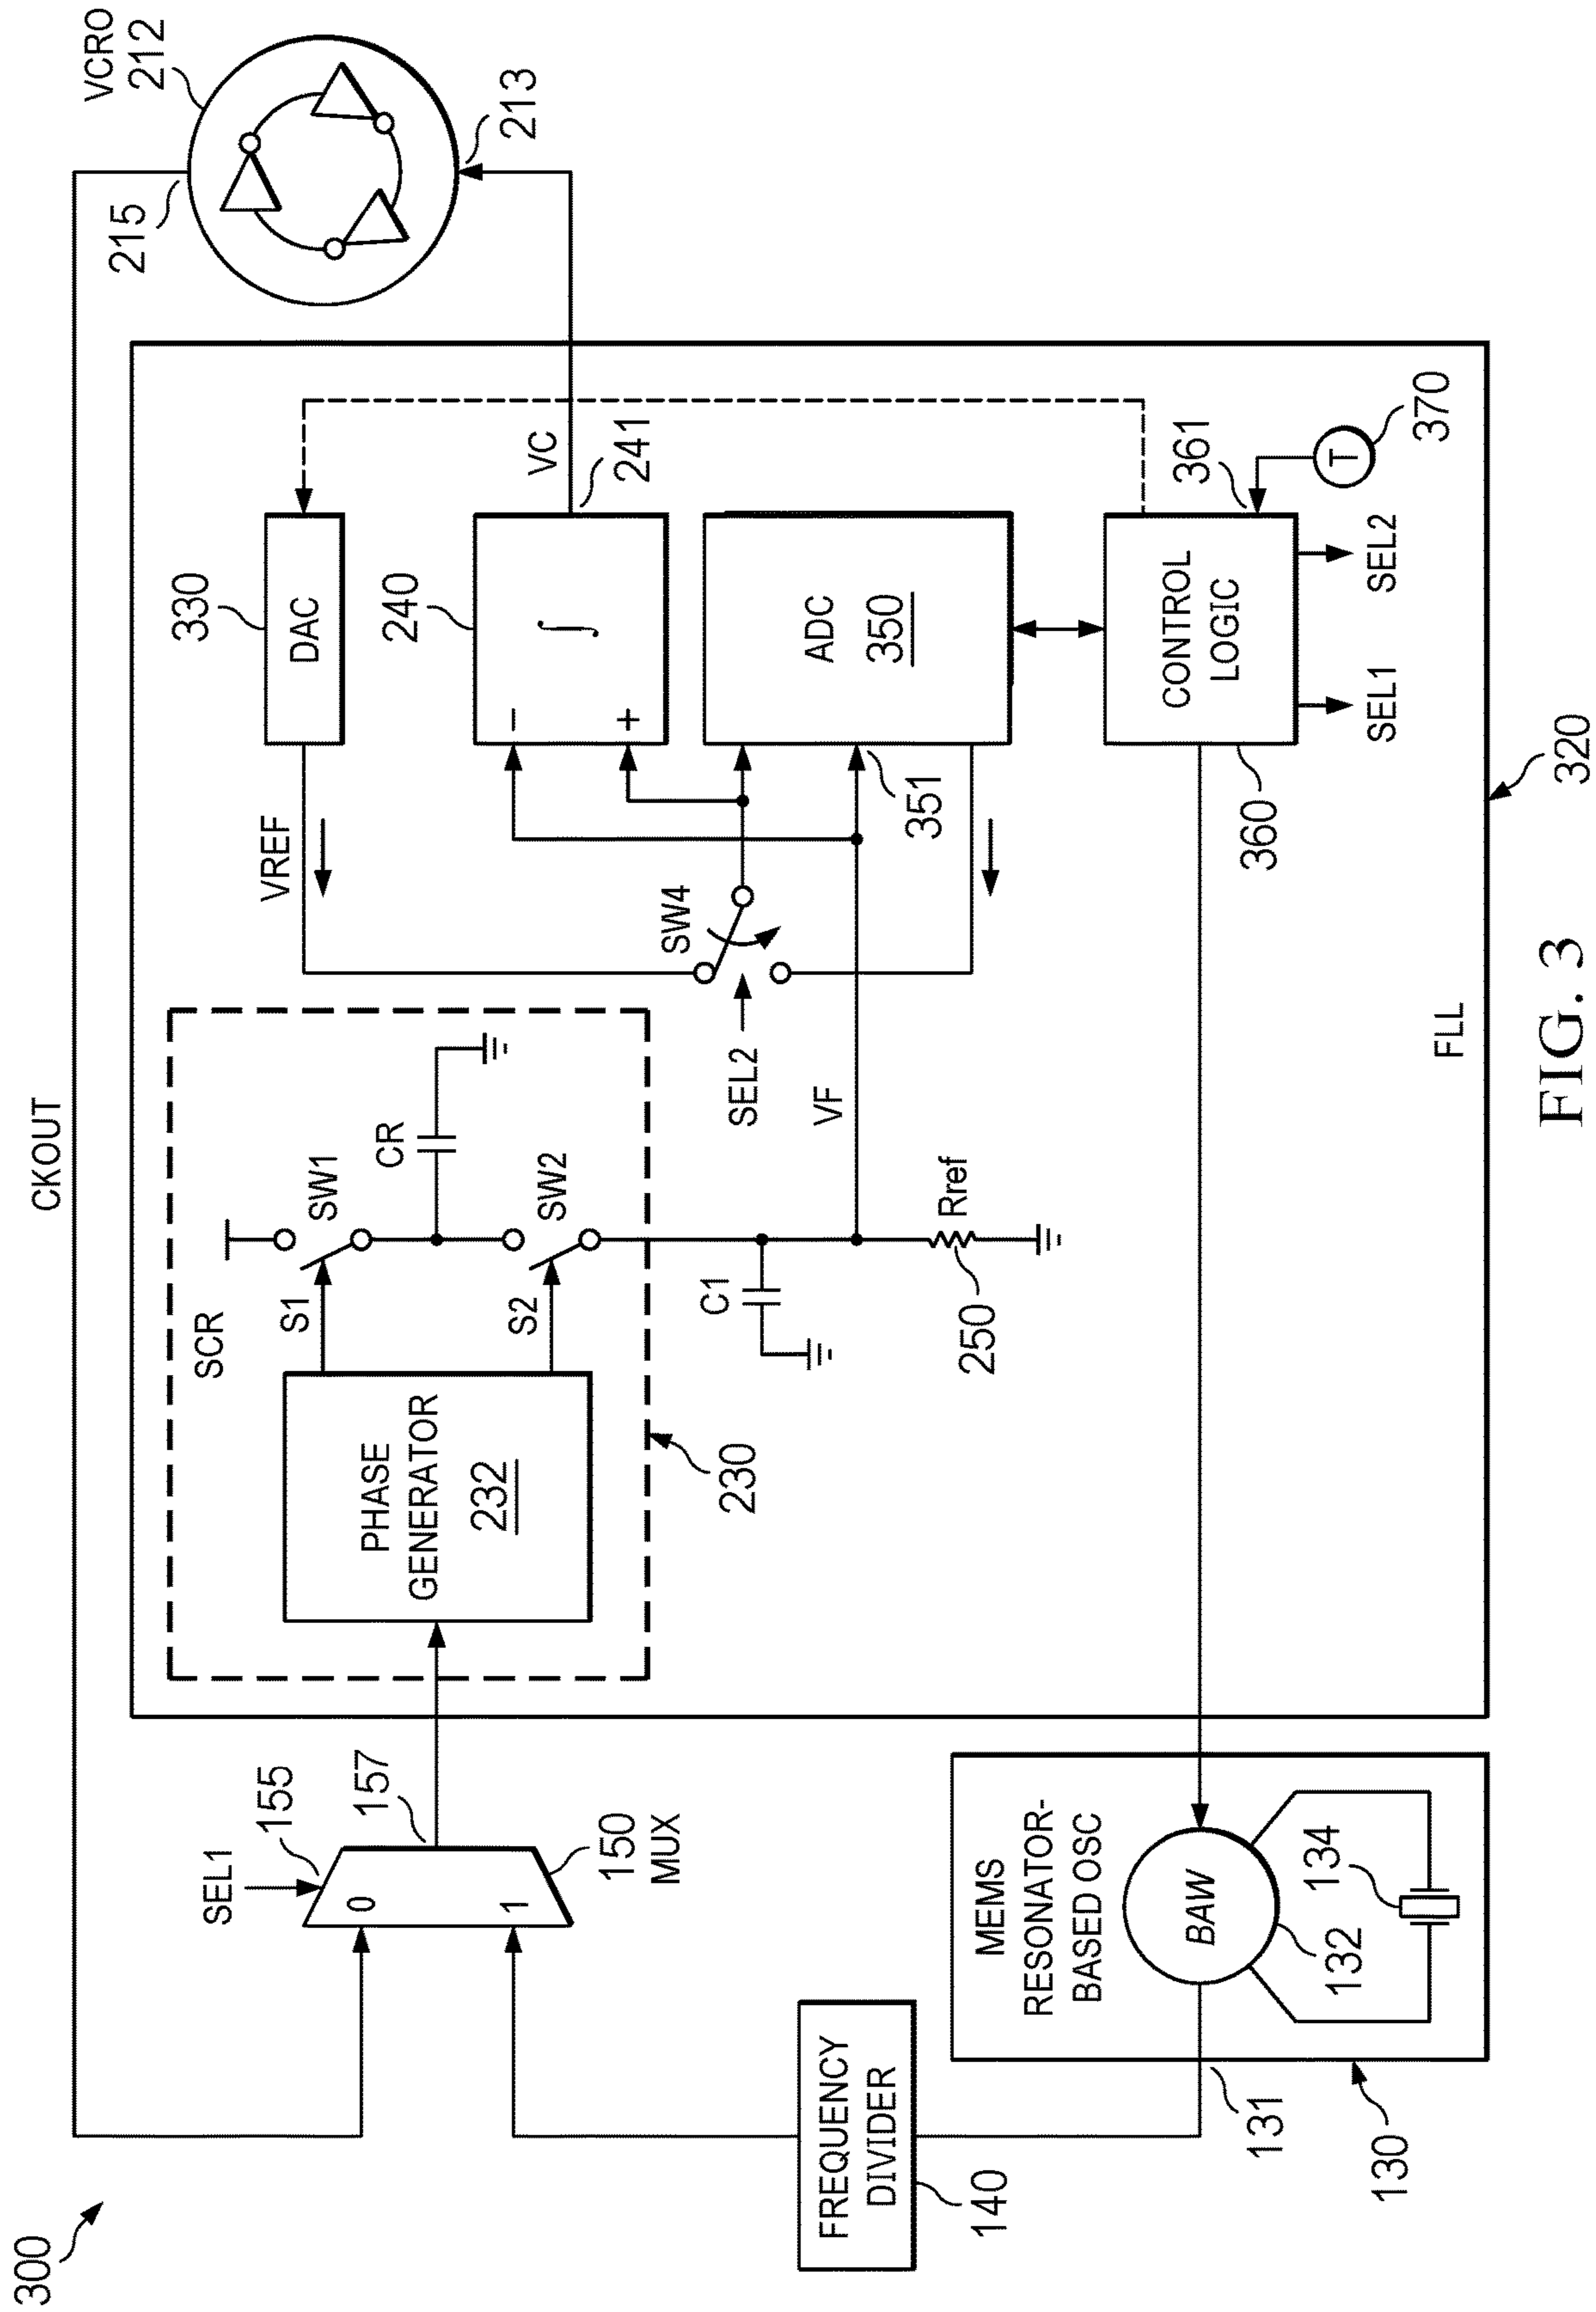 300
CKOUT
VCRO
212
215
213
SEL1
155
157
0
1
150
MUX
SCR
PHASE
GENERATOR
232
S1
S2
SW1
SW2
CR
230
C1
250
Rref
VREF
VF
SEL2
SW4
330
DAC
240
∫
−
+
VC
241
ADC
350
351
CONTROL
LOGIC
360
361
T
370
SEL1
SEL2
FLL
320
FREQUENCY
DIVIDER
140
MEMS
RESONATOR-
BASED OSC
BAW
132
134
131
130
FIG. 3